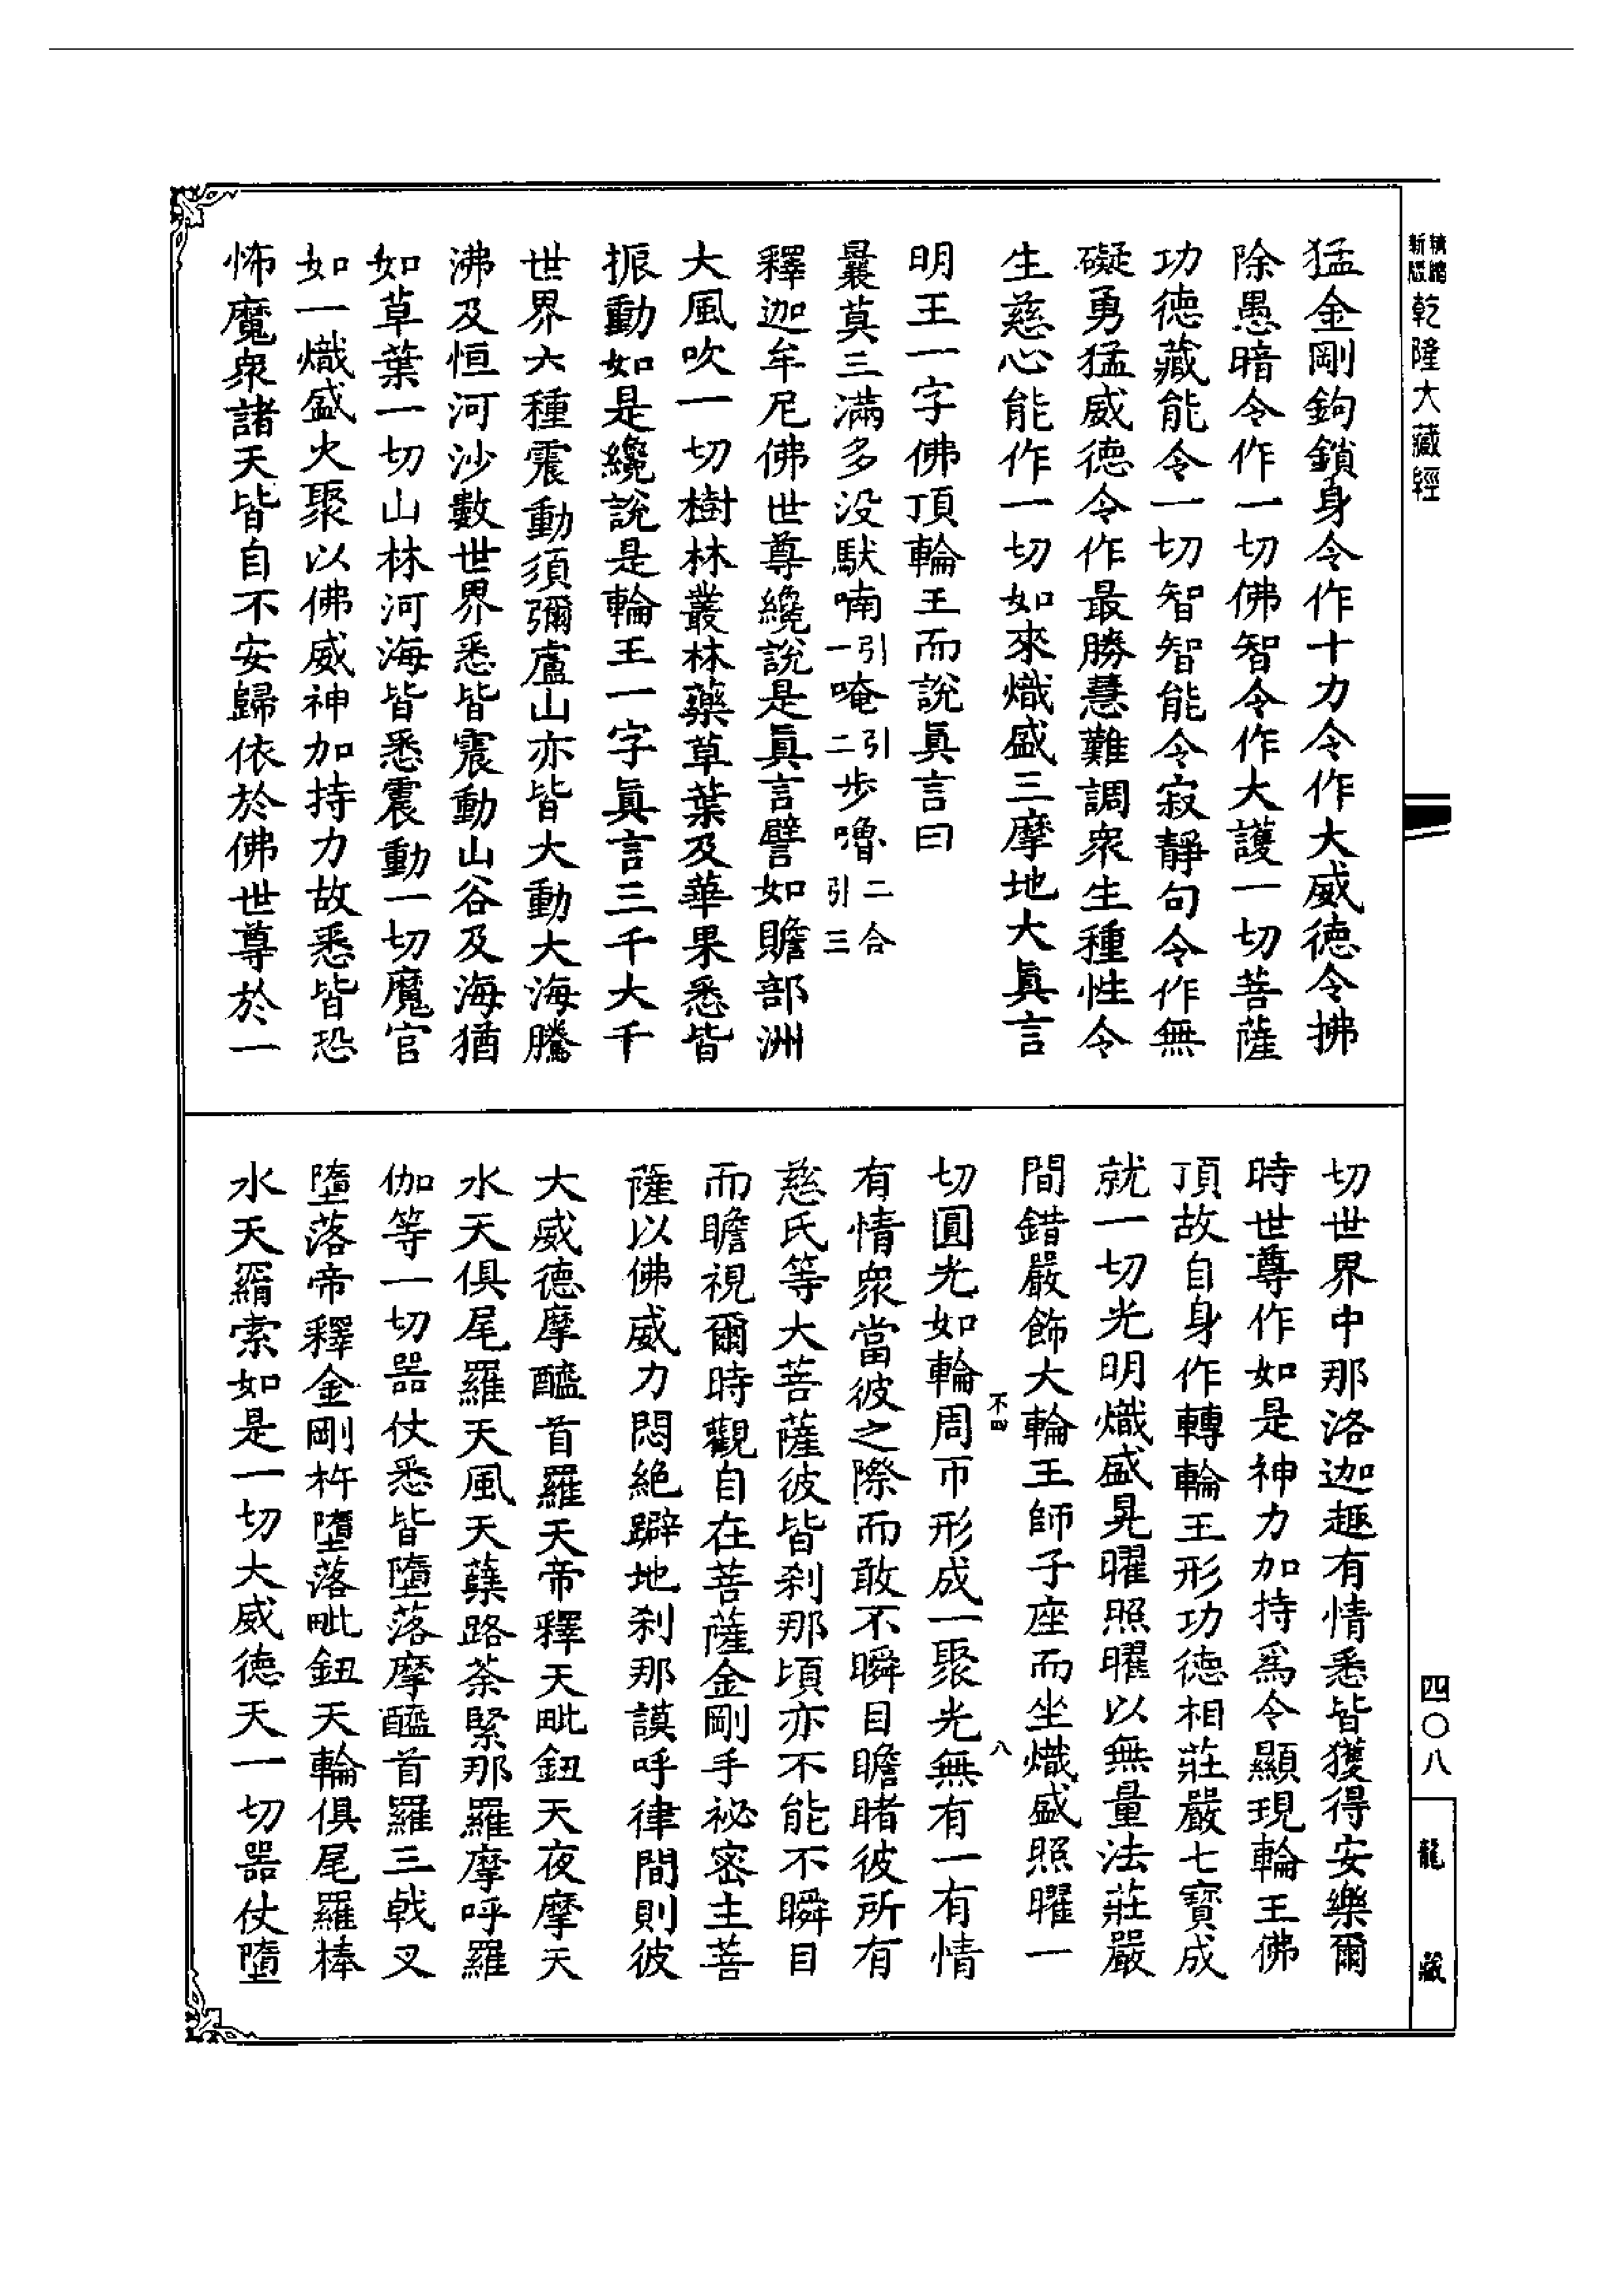 精縮新版乾隆大藏經
猛金剛鉤鎖身令作十力令作大威德令拂
除愚暗令作一切佛智令作大護一切菩薩
功德藏能令一切智智能令寂靜句令作無
礙勇猛威德令作最勝慧難調衆生種性令
生慈心能作一切如來熾盛三摩地大眞言
明王一字佛頂輪王而說眞言曰
曩莫三滿多没馱喃引一唵引二步嚕二合引三
釋迦牟尼佛世尊纔說是眞言譬如贍部洲
大風吹一切樹林叢林藥草葉及華果悉皆
振動如是纔說是輪王一字眞言三千大千
世界六種震動須彌盧山亦皆大動大海騰
沸及恒河沙數世界悉皆震動山谷及海猶
如草葉一切山林河海皆悉震動一切魔官
如一熾盛火聚以佛威神加持力故悉皆恐
怖魔衆諸天皆自不安歸依於佛世尊於一
切世界中那洛迦趣有情悉皆獲得安樂爾
時世尊作如是神力加持爲令顯現輪王佛
頂故自身作轉輪王形功德相莊嚴七寳成
就一切光明熾盛晃曜照曜以無量法莊嚴
間錯嚴飾大輪王師子座而坐熾盛照曜一
不四 八
切圓光如輪周帀形成一聚光無有一有情
有情衆當彼之際而敢不瞬目瞻睹彼所有
慈氏等大菩薩彼皆刹那頃亦不能不瞬目
而瞻視爾時觀自在菩薩金剛手祕密主菩
薩以佛威力悶絶躃地刹那謨呼律間則彼
大威德摩醯首羅天帝釋天毗鈕天夜摩天
水天俱尾羅天風天蘖路荼緊那羅摩呼羅
伽等一切器仗悉皆墮落摩醯首羅三戟叉
墮落帝釋金剛杵墮落毗鈕天輪俱尾羅棒
水天羂索如是一切大威德天一切器仗墮
四〇八
龍藏